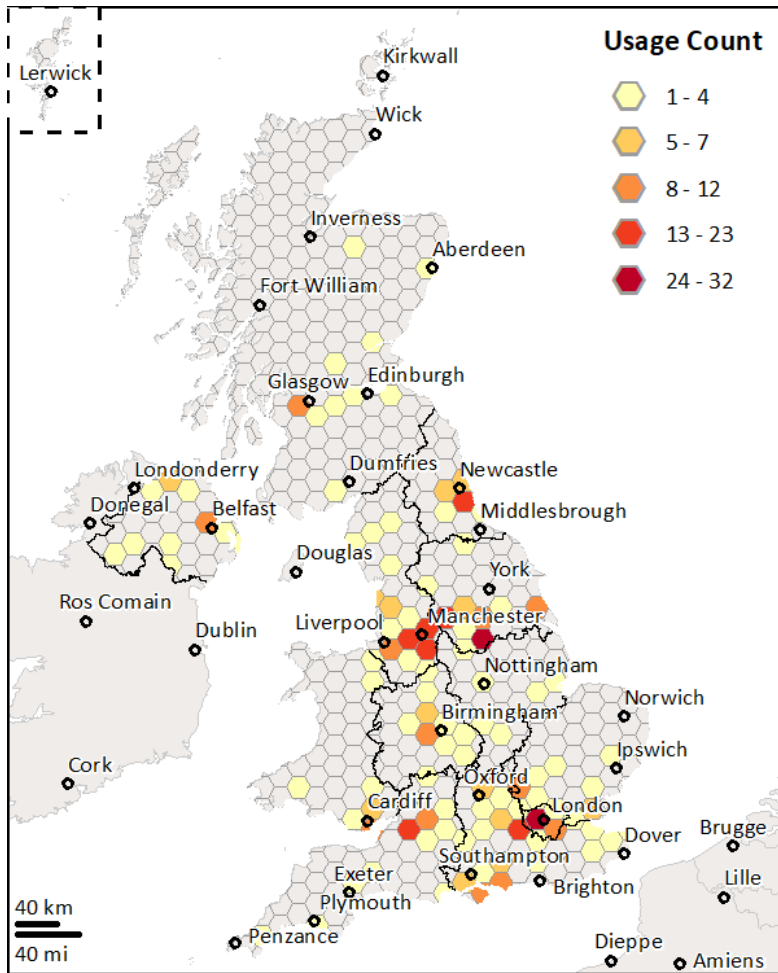 Usage Count
1 - 4
5 - 7
8 - 12
13 - 23
24 - 32
Lerwick
Kirkwall
Wick
Inverness
Aberdeen
Fort William
Glasgow
Edinburgh
Londonderry
Dumfries
Newcastle
Donegal
Belfast
Middlesbrough
Douglas
York
Ros Comain
Liverpool
Manchester
Dublin
Nottingham
Norwich
Birmingham
Ipswich
Cork
Oxford
Cardiff
London
Dover
Brugge
Southampton
Exeter
Brighton
Lille
Plymouth
40 km
40 mi
Penzance
Dieppe
Amiens